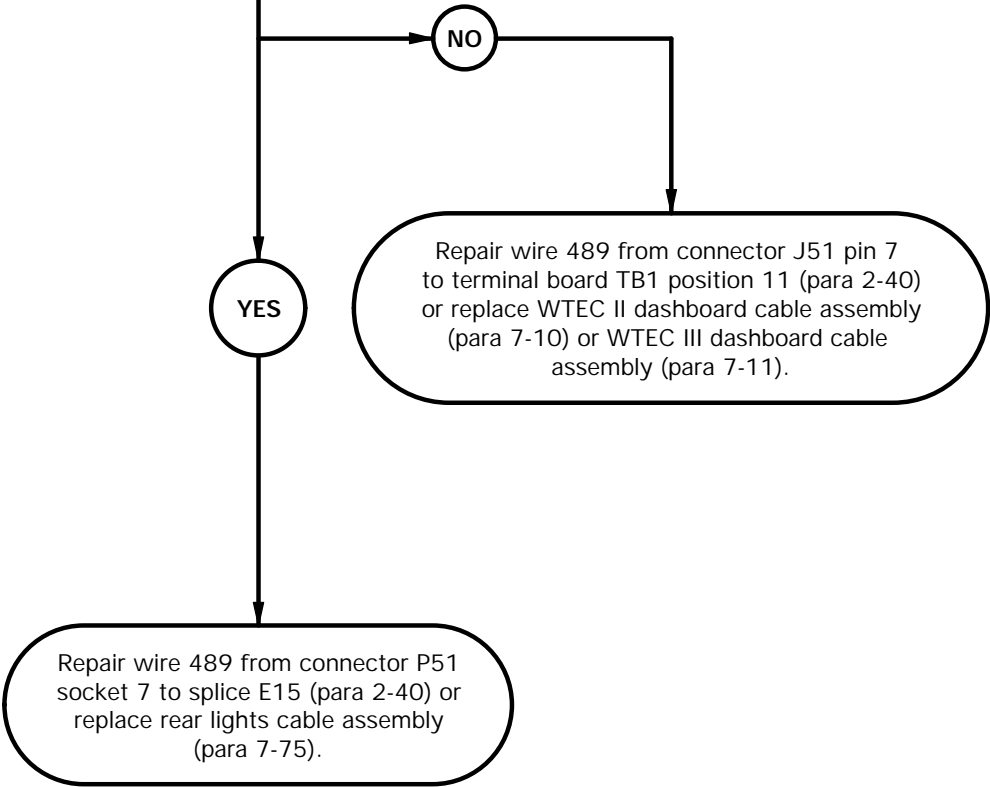 NO
Repair wire 489 from connector J51 pin 7
to terminal board TB1 position 11 (para 2-40)
or replace WTEC II dashboard cable assembly
(para 7-10) or WTEC III dashboard cable
assembly (para 7-11).
YES
Repair wire 489 from connector P51
socket 7 to splice E15 (para 2-40) or
replace rear lights cable assembly
(para 7-75).